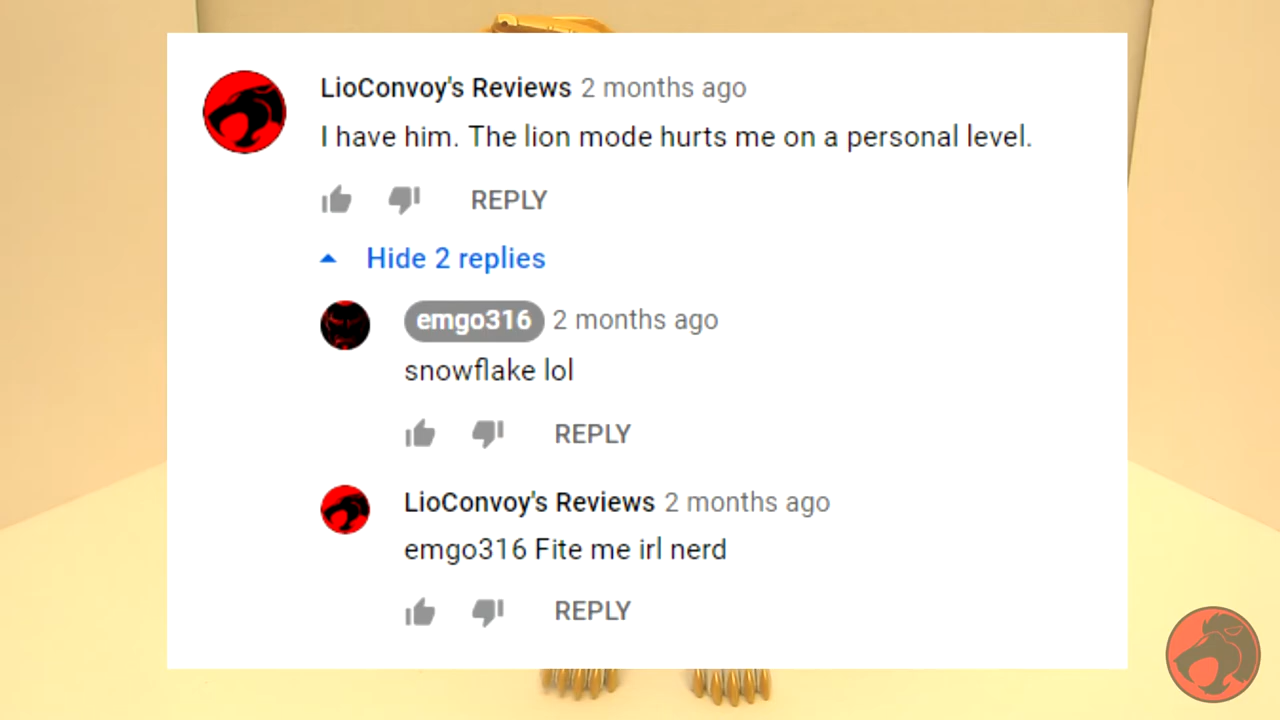 LioConvoy's Reviews 2 months ago
I have him. The lion mode hurts me on a personal level.
REPLY
Hide 2 replies
emgo316 2 months ago
snowflake lol
REPLY
LioConvoy's Reviews 2 months ago
emgo316 Fite me irl nerd
REPLY